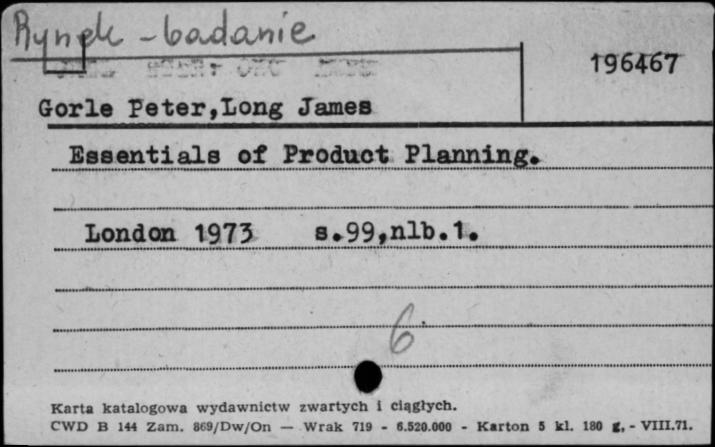 Rynek - badanie
196467
Gorle Peter,Long James
Essentials of Product Planning.
London 1973 s.99,nlb.1.
6
Karta katalogowa wydawnictw zwartych i ciągłych.
CWD B 144 Zam. 869/Dw/On — Wrak 719 - 6.520.000 - Karton 5 kl. 180 g, - VIII.71.